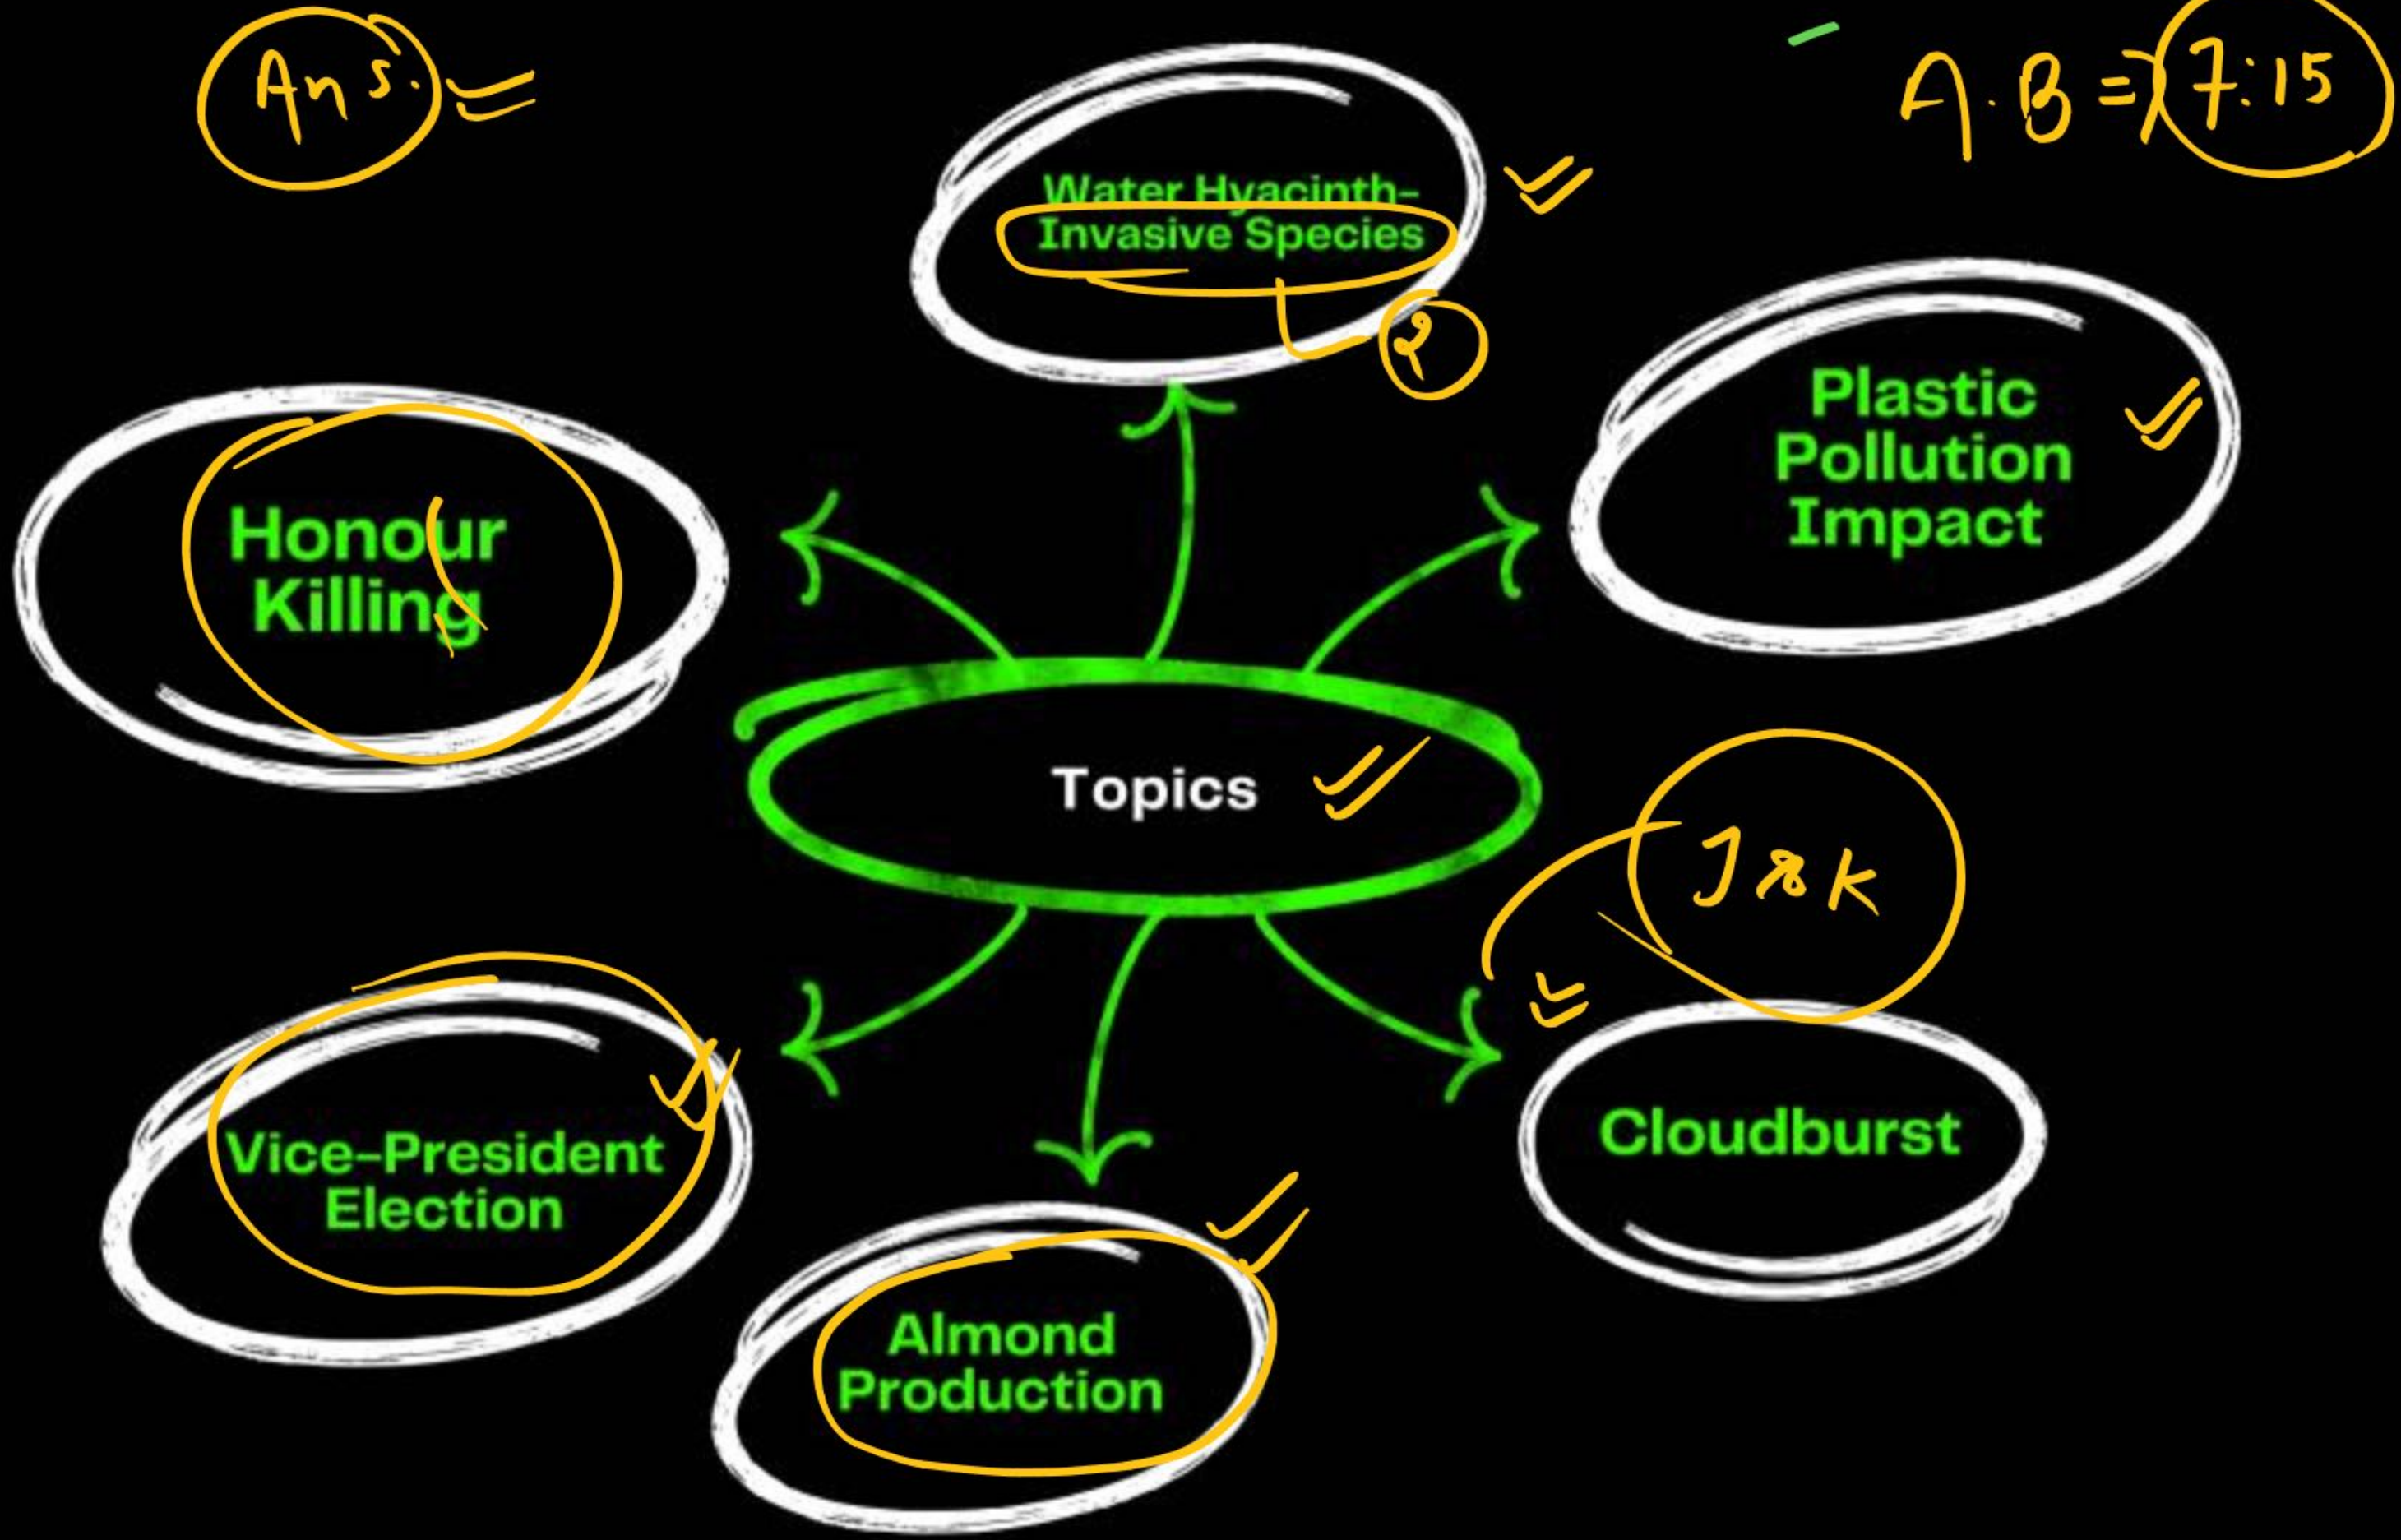 Ans.
A.B => 7:15
Water Hyacinth-
Invasive Species
Plastic
Pollution
Impact
Honour
Killing
Topics
J&K
Vice-President
Election
Cloudburst
Almond
Production